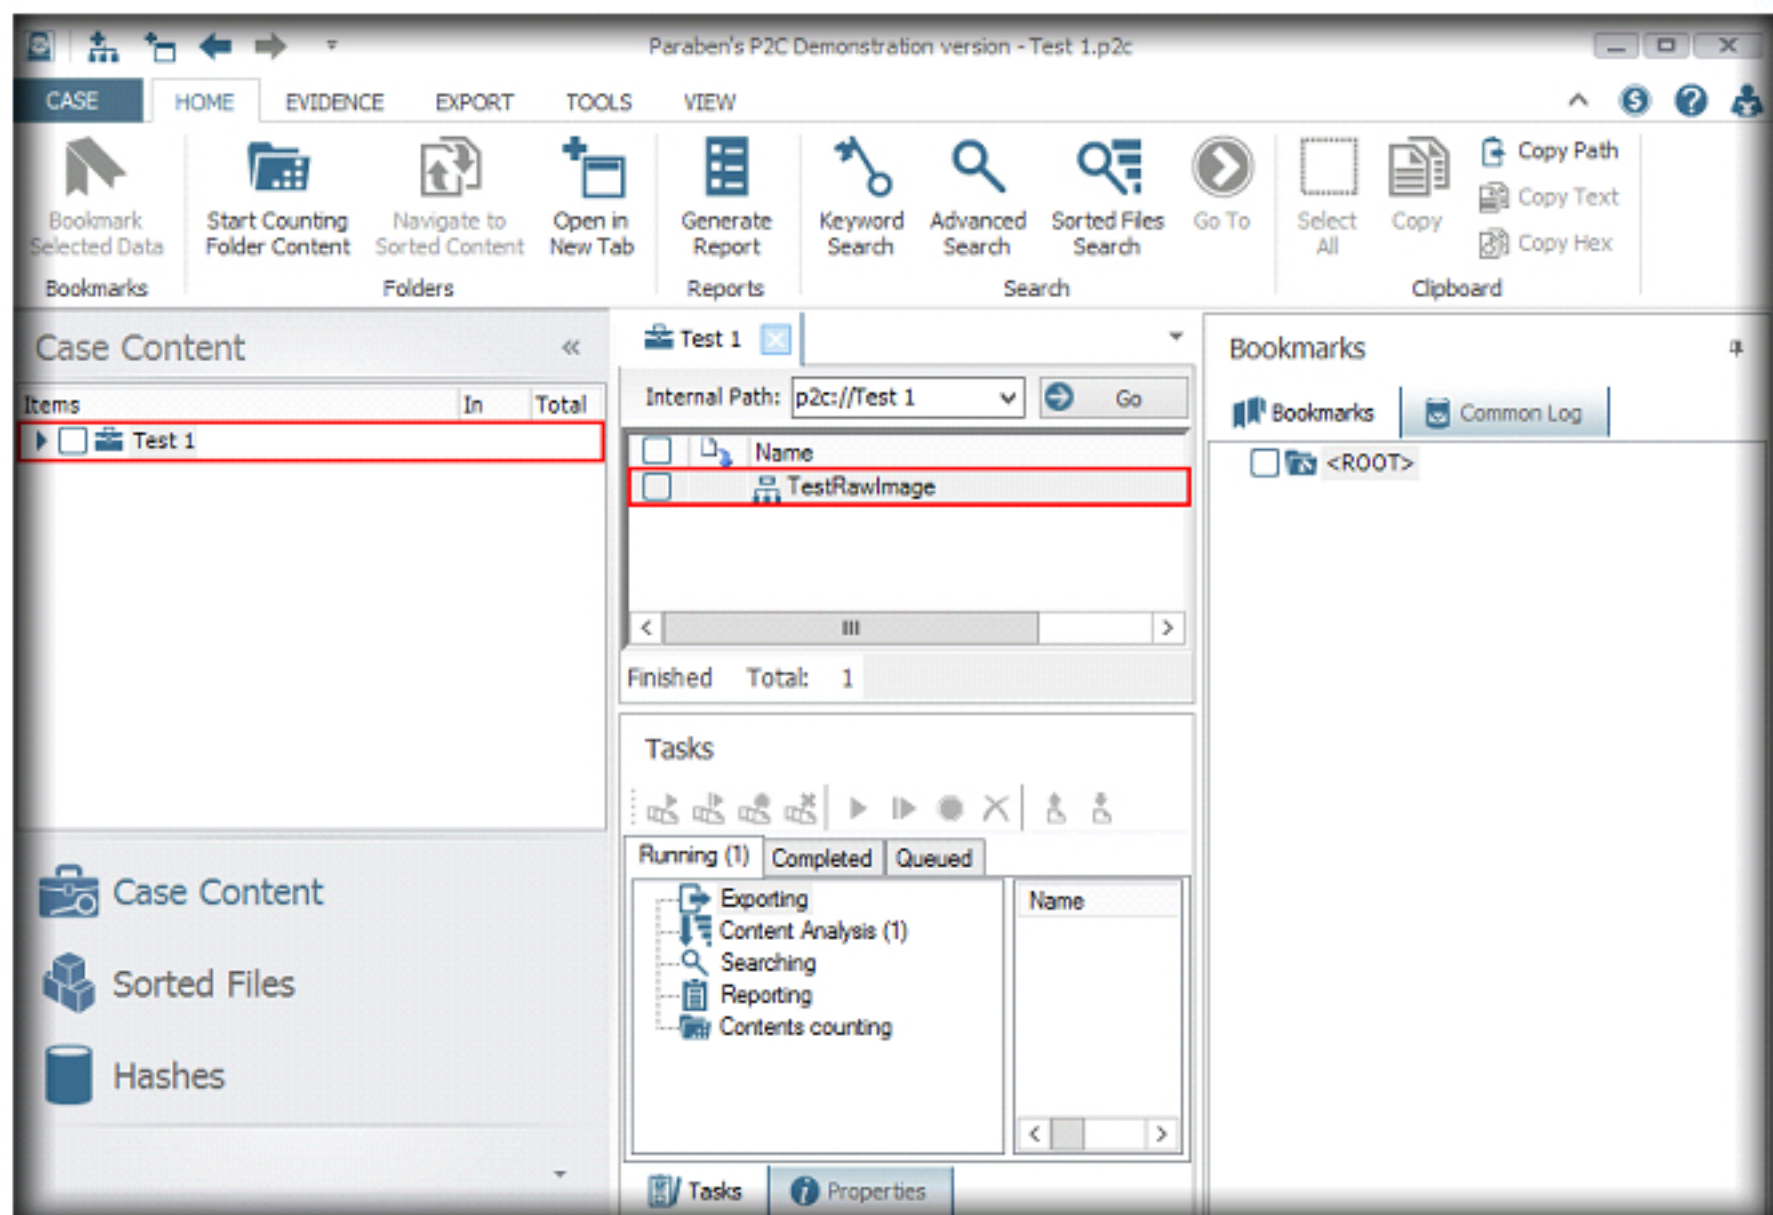 Paraben's P2C Demonstration version - Test 1.p2c
CASE HOME EVIDENCE EXPORT TOOLS VIEW
Bookmark Selected Data
Start Counting Folder Content
Navigate to Sorted Content
Open in New Tab
Generate Report
Keyword Search
Advanced Search
Sorted Files Search
Go To
Select All
Copy
Copy Path
Copy Text
Copy Hex
Bookmarks Folders Reports Search Clipboard
Case Content
Items In Total
Test 1
Case Content
Sorted Files
Hashes
Test 1
Internal Path: p2c://Test 1 Go
Name
TestRawImage
Finished Total: 1
Tasks
Running (1) Completed Queued
Exporting
Content Analysis (1)
Searching
Reporting
Contents counting
Name
Tasks Properties
Bookmarks
Bookmarks Common Log
<ROOT>